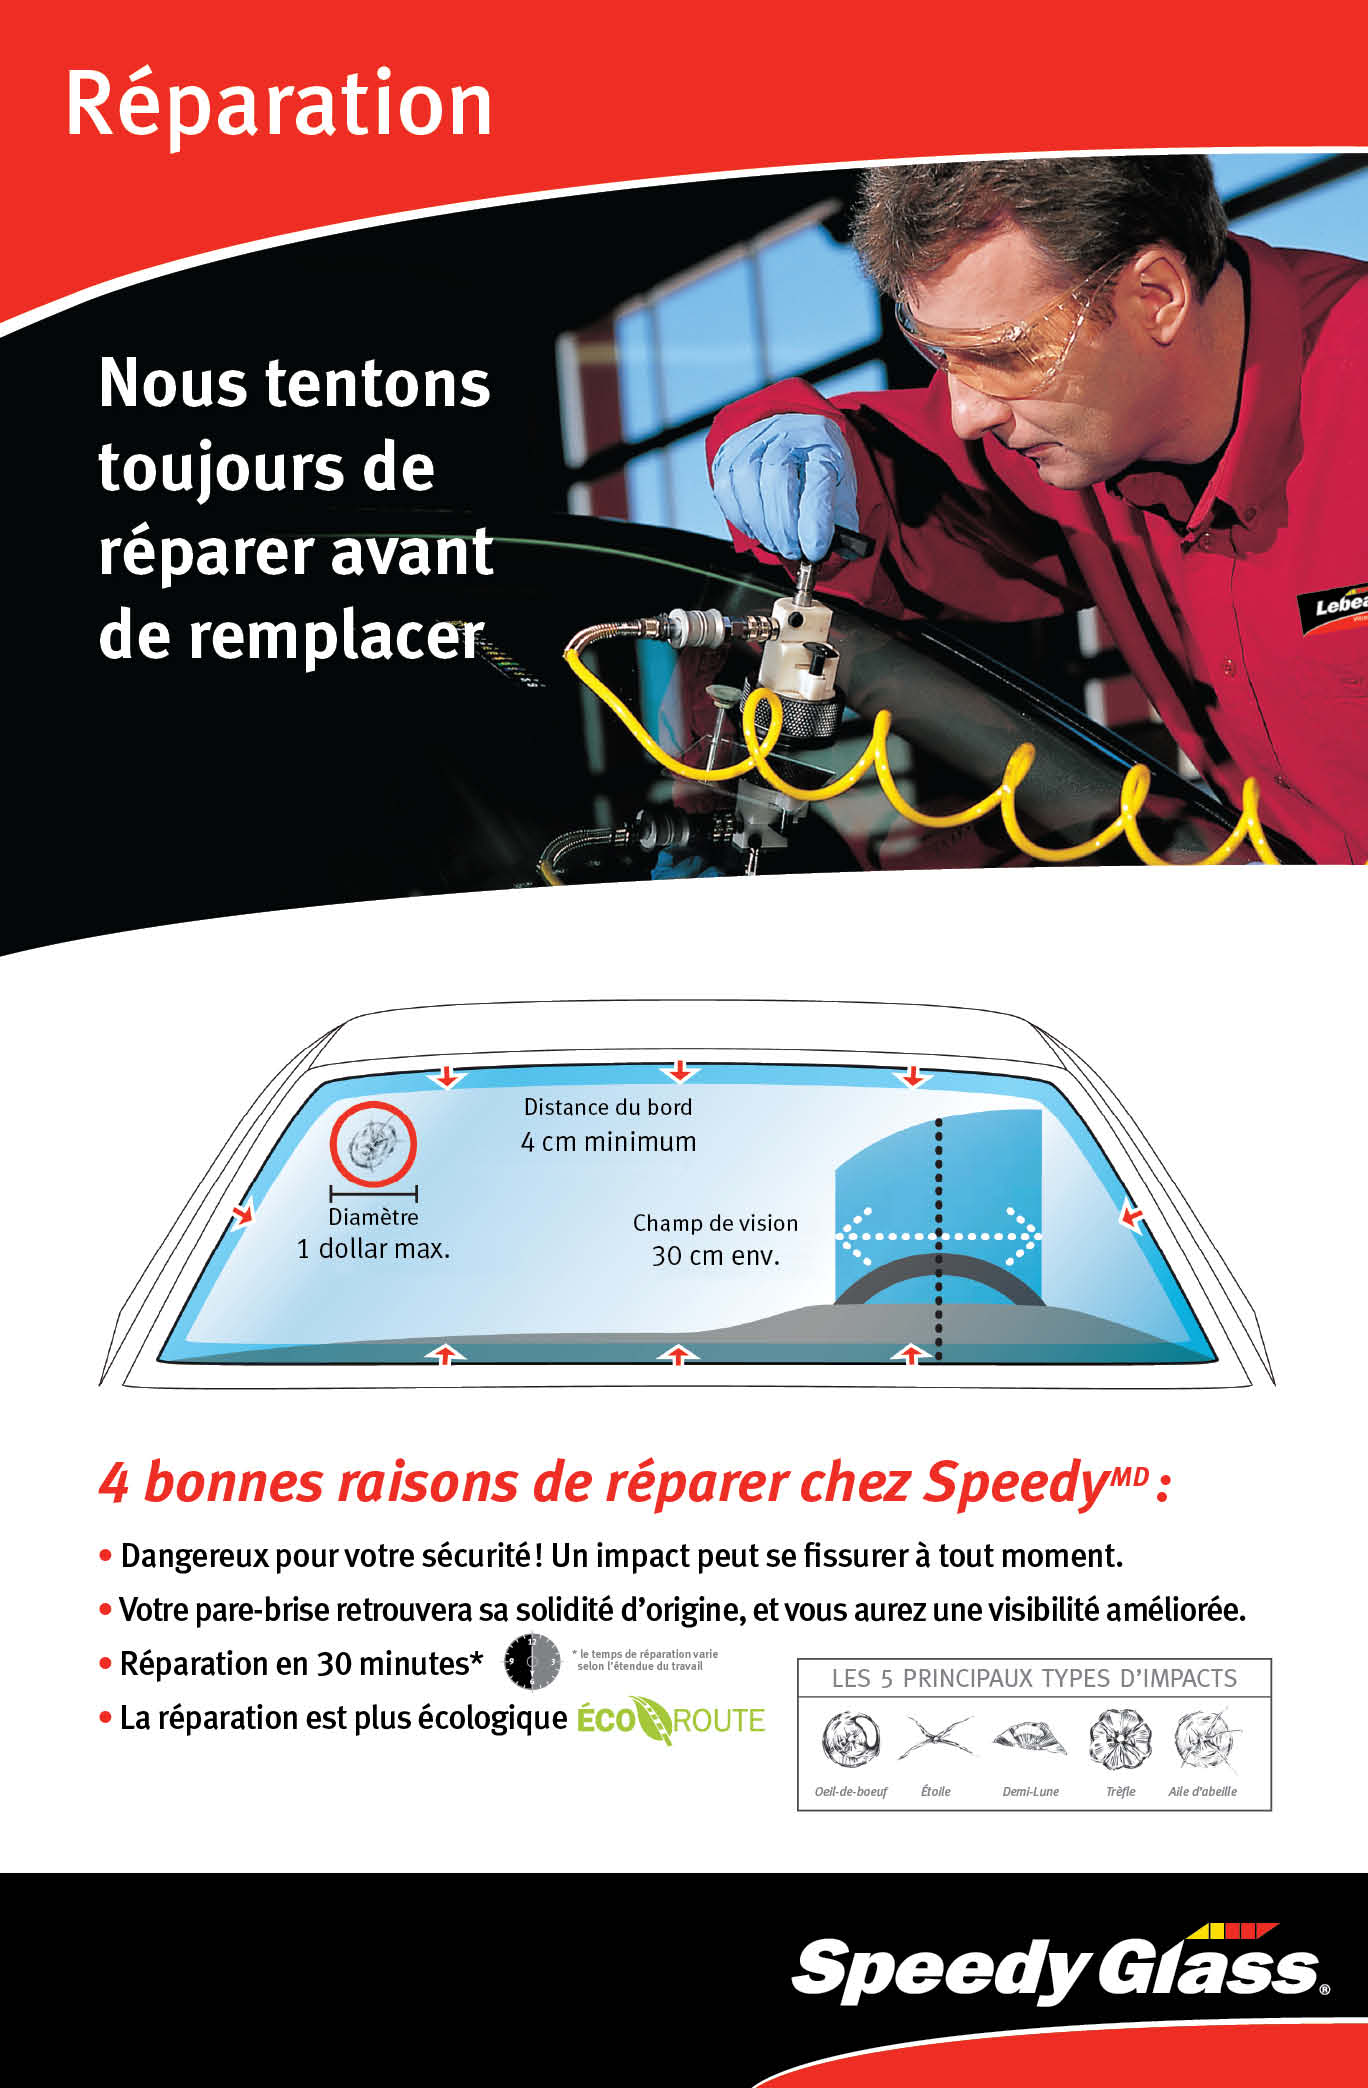 Réparation
Nous tentons
toujours de
réparer avant
de remplacer
Distance du bord
4 cm minimum
Diamètre
1 dollar max.
Champ de vision
30 cm env.
4 bonnes raisons de réparer chez Speedy MD :
• Dangereux pour votre sécurité ! Un impact peut se fissurer à tout moment.
• Votre pare-brise retrouvera sa solidité d'origine, et vous aurez une visibilité améliorée.
• Réparation en 30 minutes*
12
9
3
6
* le temps de réparation varie
selon l'étendue du travail
• La réparation est plus écologique ÉCO ROUTE
LES 5 PRINCIPAUX TYPES D'IMPACTS
Oeil-de-boeuf Étoile Demi-Lune Trèfle Aile d'abeille
Speedy Glass®